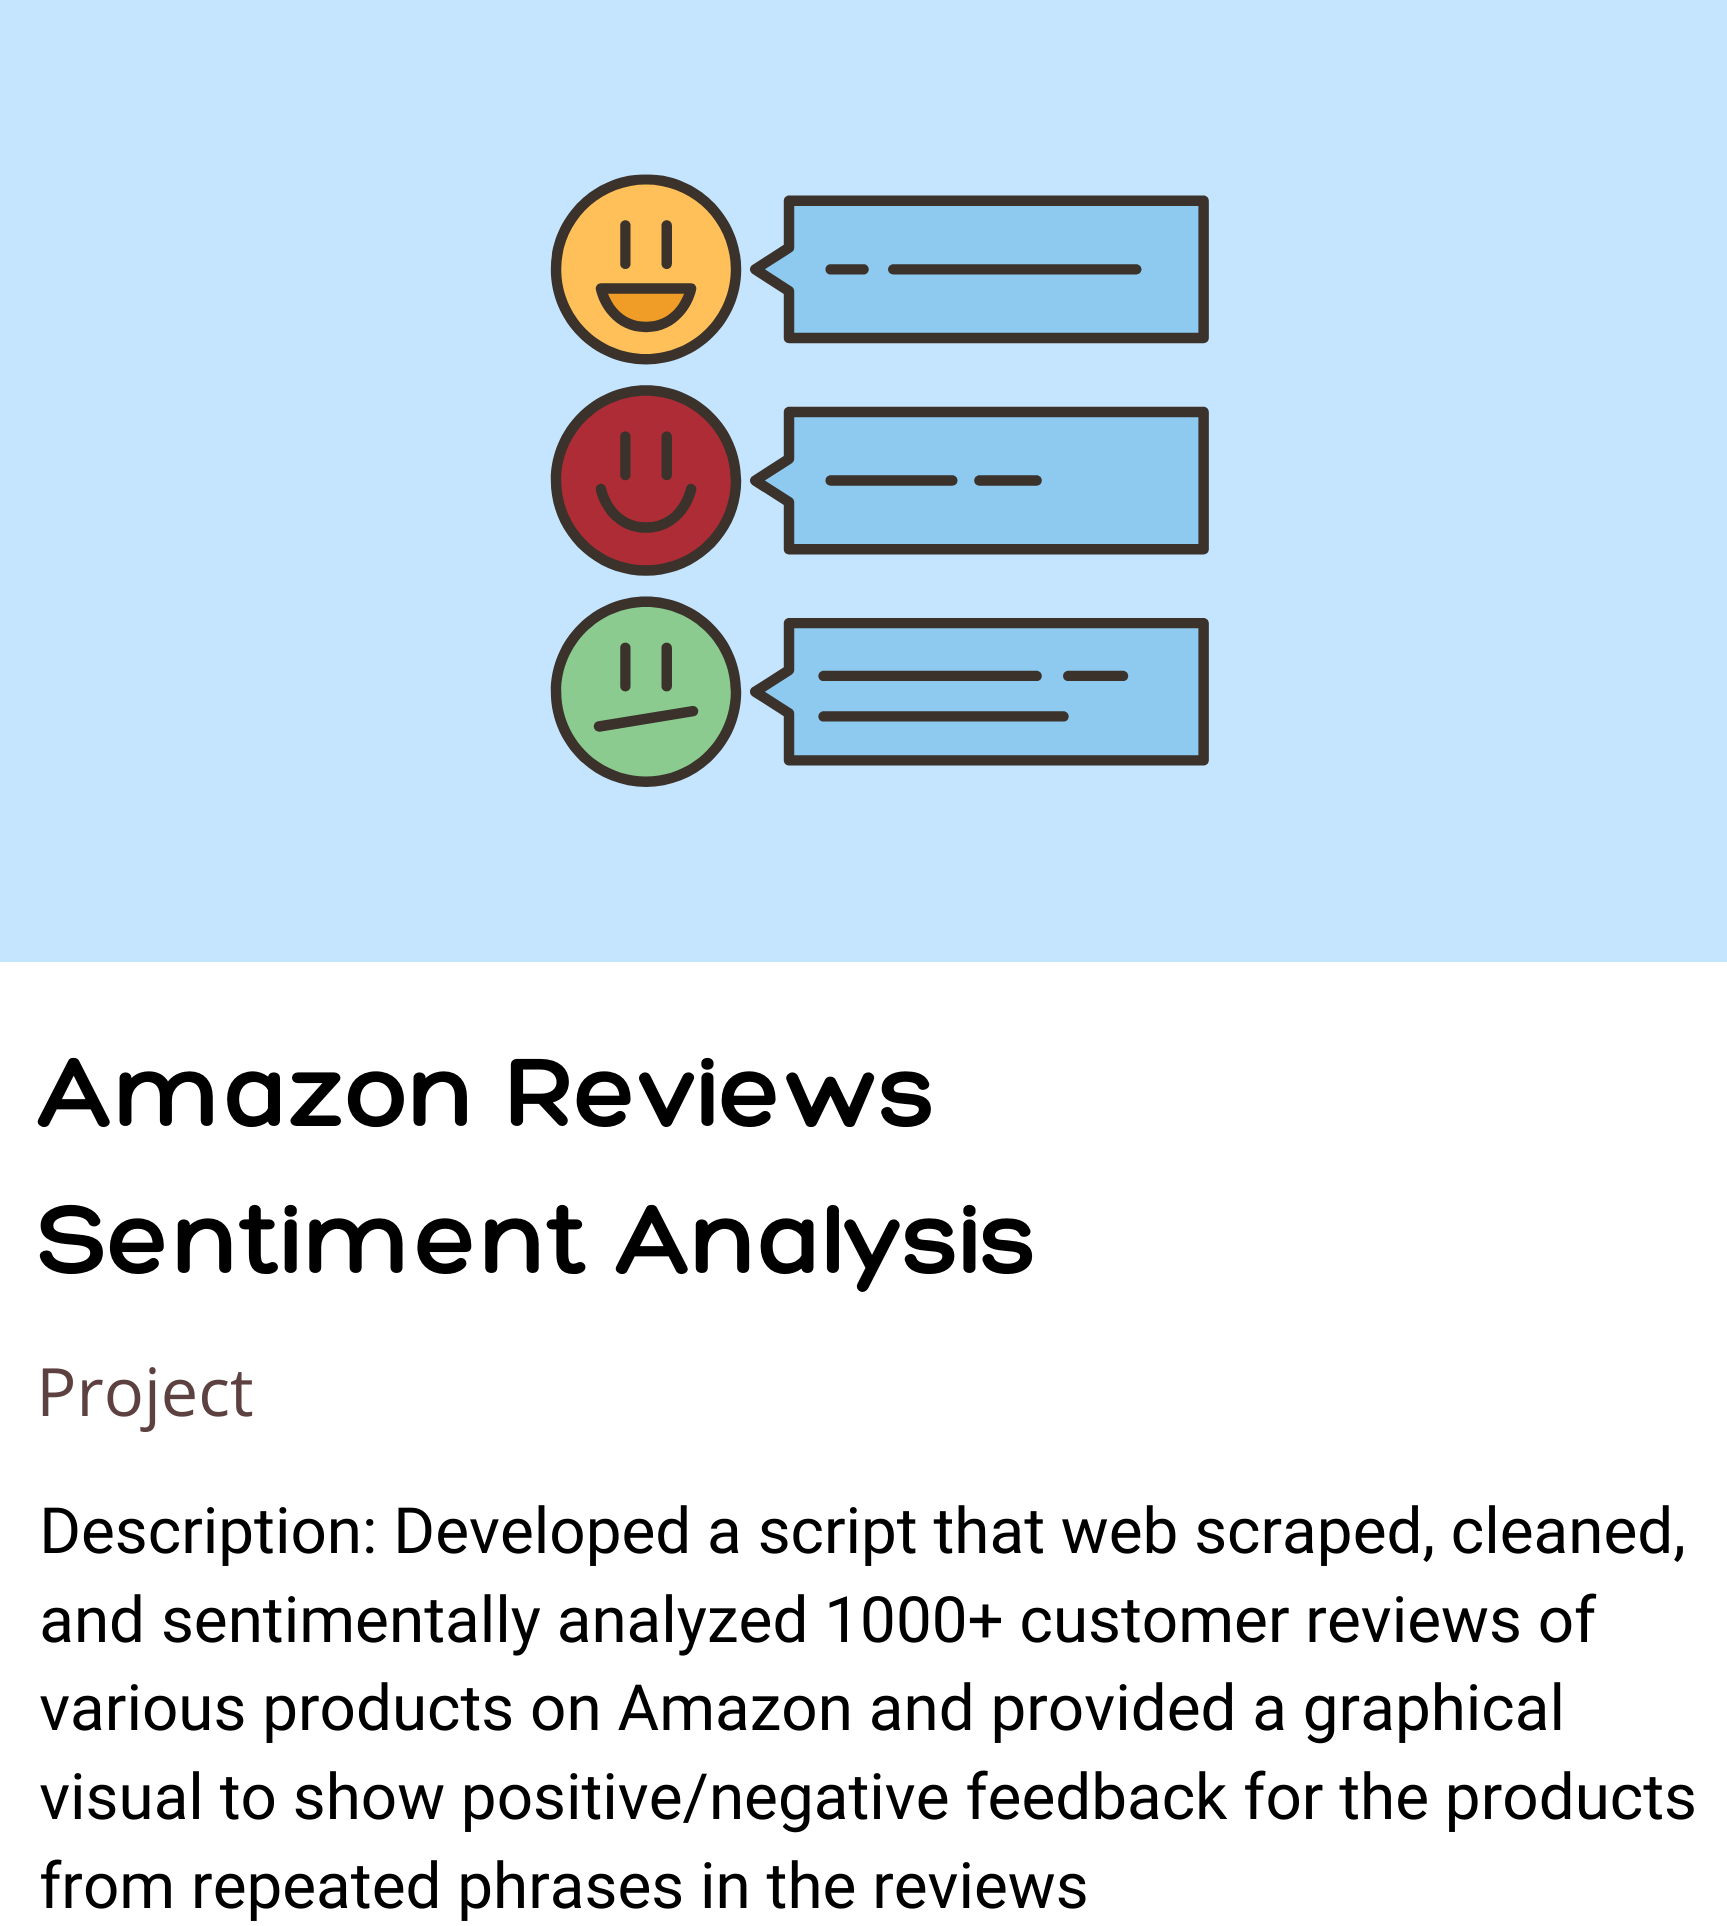 Amazon Reviews
Sentiment Analysis
Project
Description: Developed a script that web scraped, cleaned,
and sentimentally analyzed 1000+ customer reviews of
various products on Amazon and provided a graphical
visual to show positive/negative feedback for the products
from repeated phrases in the reviews